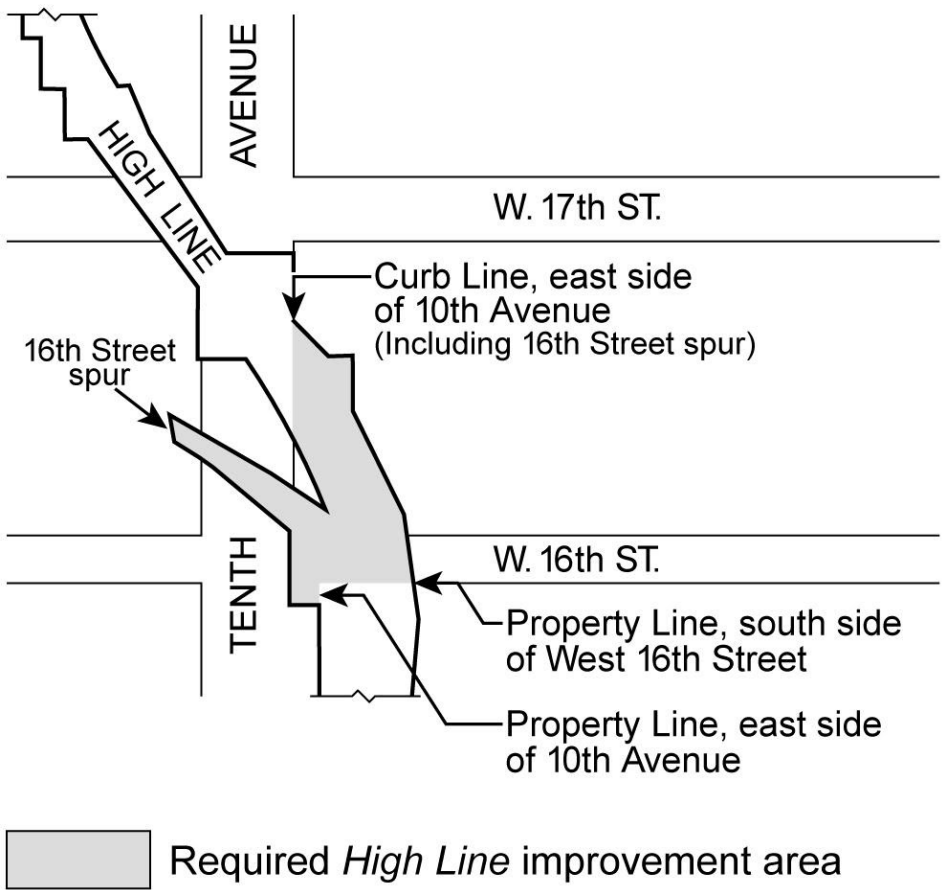 AVENUE
HIGH LINE
W. 17th ST.
Curb Line, east side
of 10th Avenue
(Including 16th Street spur)
16th Street
spur
TENTH
W. 16th ST.
Property Line, south side
of West 16th Street
Property Line, east side
of 10th Avenue
Required High Line improvement area